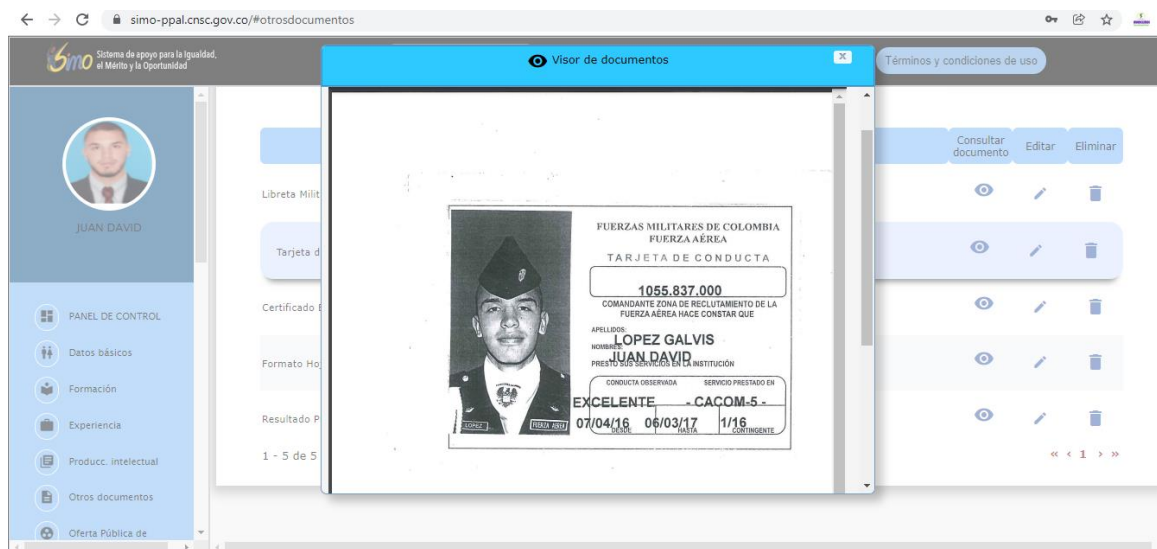 simo-ppal.cnsc.gov.co/#otrosdocumentos
Simo Sistema de apoyo para la Igualdad,
el Mérito y la Oportunidad
Visor de documentos
X
Términos y condiciones de uso
JUAN DAVID
PANEL DE CONTROL
Datos básicos
Formación
Experiencia
Producc. intelectual
Otros documentos
Oferta Pública de
Consultar
documento
Editar
Eliminar
Libreta Milit
Tarjeta d
Certificado
Formato Ho
Resultado P
1 - 5 de 5
« ‹ 1 › »
FUERZAS MILITARES DE COLOMBIA
FUERZA AÉREA
TARJETA DE CONDUCTA
1055.837.000
COMANDANTE ZONA DE RECLUTAMIENTO DE LA
FUERZA AÉREA HACE CONSTAR QUE
APELLIDOS:
LOPEZ GALVIS
NOMBRES:
JUAN DAVID
PRESTO SUS SERVICIOS EN LA INSTITUCIÓN
CONDUCTA OBSERVADA SERVICIO PRESTADO EN
EXCELENTE - CACOM-5 -
07/04/16 06/03/17 1/16
DESDE HASTA CONTINGENTE
LOPEZ
FUERZA AEREA